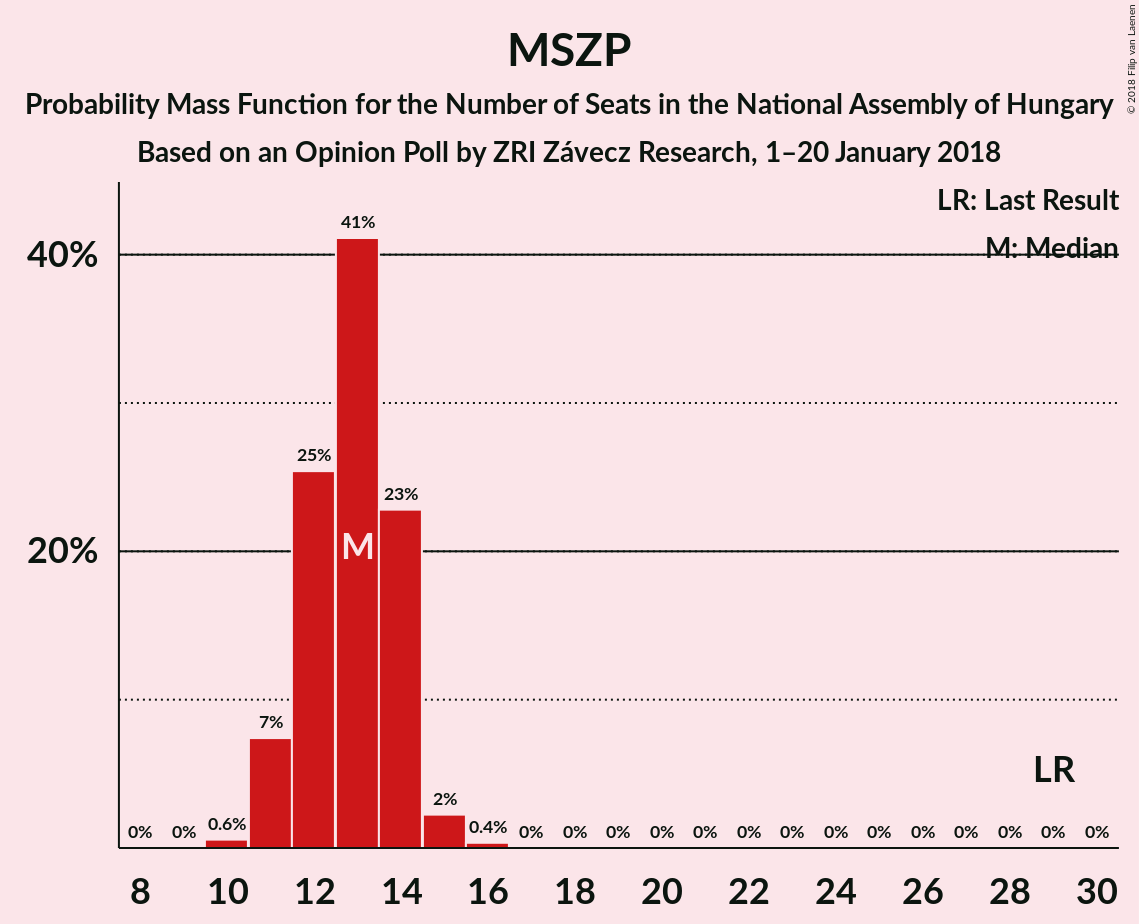 MSZP
Probability Mass Function for the Number of Seats in the National Assembly of Hungary
Based on an Opinion Poll by ZRI Závecz Research, 1–20 January 2018
© 2018 Filip van Laenen
LR: Last Result
M: Median
40%
20%
0% 0% 0.6% 7% 25% 41% 23% 2% 0.4% 0% 0% 0% 0% 0% 0% 0% 0% 0% 0% 0% 0% 0% 0%
M
LR
8 10 12 14 16 18 20 22 24 26 28 30